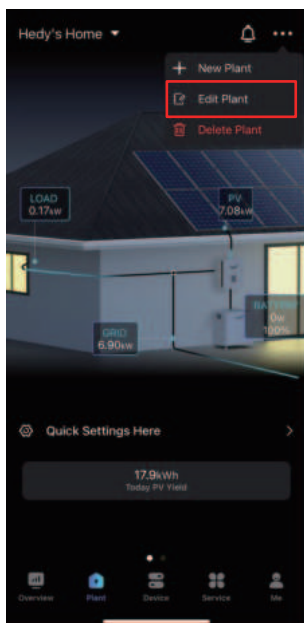 Hedy's Home
New Plant
Edit Plant
Delete Plant
LOAD
0.17kW
PV
7.08kW
BATTERY
0w
100%
GRID
6.90kw
Quick Settings Here
17.9kWh
Today PV Yield
Overview
Plant
Device
Service
Me